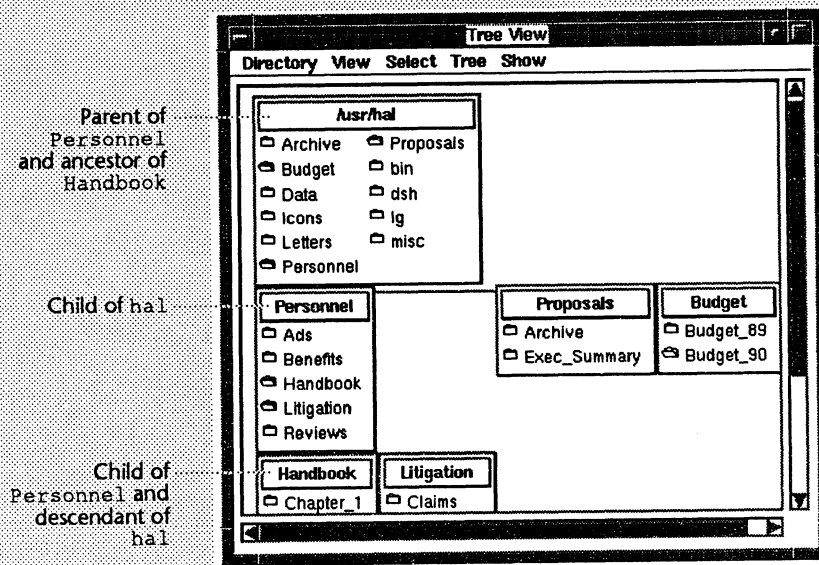 Tree View
Directory View Select Tree Show
Parent of
Personnel
and ancestor of
Handbook
/usr/hal
Archive Proposals
Budget bin
Data dsh
Icons lg
Letters misc
Personnel
Child of hal
Personnel
Ads
Benefits
Handbook
Litigation
Reviews
Proposals
Archive
Exec_Summary
Budget
Budget_89
Budget_90
Child of
Personnel and
descendant of
hal
Handbook
Chapter_1
Litigation
Claims